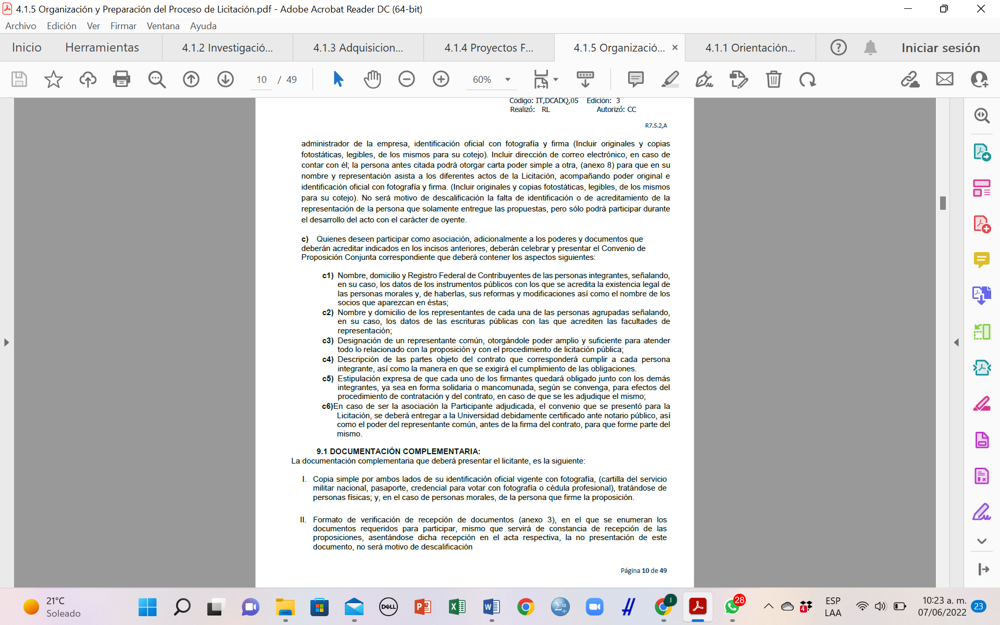 4.1.5 Organización y Preparación del Proceso de Licitación.pdf - Adobe Acrobat Reader DC (64-bit)
Archivo Edición Ver Firmar Ventana Ayuda
Inicio Herramientas 4.1.2 Investigació... 4.1.3 Adquisicion... 4.1.4 Proyectos F... 4.1.5 Organizació... 4.1.1 Orientación... Iniciar sesión
10 / 49 60%
Código: IT,DCADQ,05 Edición: 3
Realizó: RL Autorizó: CC
R7.5.2,A
administrador de la empresa, identificación oficial con fotografía y firma (Incluir originales y copias
fotostáticas, legibles, de los mismos para su cotejo). Incluir dirección de correo electrónico, en caso de
contar con él; la persona antes citada podrá otorgar carta poder simple a otra, (anexo 8) para que en su
nombre y representación asista a los diferentes actos de la Licitación, acompañando poder original e
identificación oficial con fotografía y firma. (Incluir originales y copias fotostáticas, legibles, de los mismos
para su cotejo). No será motivo de descalificación la falta de identificación o de acreditamiento de la
representación de la persona que solamente entregue las propuestas, pero sólo podrá participar durante
el desarrollo del acto con el carácter de oyente.
c) Quienes deseen participar como asociación, adicionalmente a los poderes y documentos que
deberán acreditar indicados en los incisos anteriores, deberán celebrar y presentar el Convenio de
Proposición Conjunta correspondiente que deberá contener los aspectos siguientes:
c1) Nombre, domicilio y Registro Federal de Contribuyentes de las personas integrantes, señalando,
en su caso, los datos de los instrumentos públicos con los que se acredita la existencia legal de
las personas morales y, de haberlas, sus reformas y modificaciones así como el nombre de los
socios que aparezcan en éstas;
c2) Nombre y domicilio de los representantes de cada una de las personas agrupadas señalando,
en su caso, los datos de las escrituras públicas con las que acrediten las facultades de
representación;
c3) Designación de un representante común, otorgándole poder amplio y suficiente para atender
todo lo relacionado con la proposición y con el procedimiento de licitación pública;
c4) Descripción de las partes objeto del contrato que corresponderá cumplir a cada persona
integrante, así como la manera en que se exigirá el cumplimiento de las obligaciones.
c5) Estipulación expresa de que cada uno de los firmantes quedará obligado junto con los demás
integrantes, ya sea en forma solidaria o mancomunada, según se convenga, para efectos del
procedimiento de contratación y del contrato, en caso de que se les adjudique el mismo;
c6)En caso de ser la asociación la Participante adjudicada, el convenio que se presentó para la
Licitación, se deberá entregar a la Universidad debidamente certificado ante notario público, así
como el poder del representante común, antes de la firma del contrato, para que forme parte del
mismo.
9.1 DOCUMENTACIÓN COMPLEMENTARIA:
La documentación complementaria que deberá presentar el licitante, es la siguiente:
I. Copia simple por ambos lados de su identificación oficial vigente con fotografía, (cartilla del servicio
militar nacional, pasaporte, credencial para votar con fotografía o cédula profesional), tratándose de
personas físicas; y, en el caso de personas morales, de la persona que firme la proposición.
II. Formato de verificación de recepción de documentos (anexo 3), en el que se enumeran los
documentos requeridos para participar, mismo que servirá de constancia de recepción de las
proposiciones, asentándose dicha recepción en el acta respectiva, la no presentación de este
documento, no será motivo de descalificación
Página 10 de 49
21°C
Soleado
DELL
28
4
ESP
LAA
10:23 a. m.
07/06/2022
23